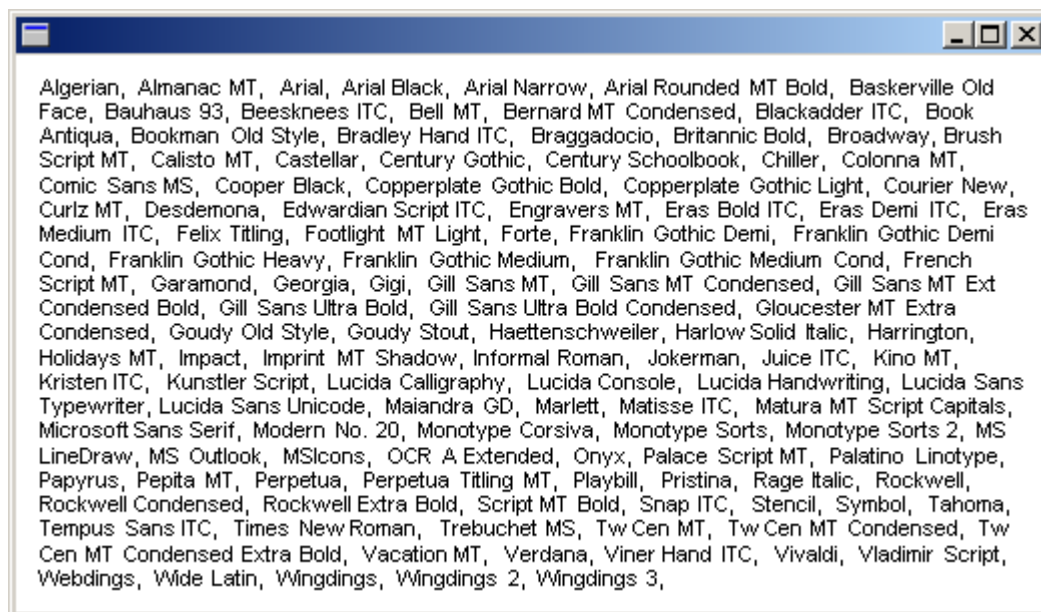 Algerian, Almanac MT, Arial, Arial Black, Arial Narrow, Arial Rounded MT Bold, Baskerville Old
Face, Bauhaus 93, Beesknees ITC, Bell MT, Bernard MT Condensed, Blackadder ITC, Book
Antiqua, Bookman Old Style, Bradley Hand ITC, Braggadocio, Britannic Bold, Broadway, Brush
Script MT, Calisto MT, Castellar, Century Gothic, Century Schoolbook, Chiller, Colonna MT,
Comic Sans MS, Cooper Black, Copperplate Gothic Bold, Copperplate Gothic Light, Courier New,
Curlz MT, Desdemona, Edwardian Script ITC, Engravers MT, Eras Bold ITC, Eras Demi ITC, Eras
Medium ITC, Felix Titling, Footlight MT Light, Forte, Franklin Gothic Demi, Franklin Gothic Demi
Cond, Franklin Gothic Heavy, Franklin Gothic Medium, Franklin Gothic Medium Cond, French
Script MT, Garamond, Georgia, Gigi, Gill Sans MT, Gill Sans MT Condensed, Gill Sans MT Ext
Condensed Bold, Gill Sans Ultra Bold, Gill Sans Ultra Bold Condensed, Gloucester MT Extra
Condensed, Goudy Old Style, Goudy Stout, Haettenschweiler, Harlow Solid Italic, Harrington,
Holidays MT, Impact, Imprint MT Shadow, Informal Roman, Jokerman, Juice ITC, Kino MT,
Kristen ITC, Kunstler Script, Lucida Calligraphy, Lucida Console, Lucida Handwriting, Lucida Sans
Typewriter, Lucida Sans Unicode, Maiandra GD, Marlett, Matisse ITC, Matura MT Script Capitals,
Microsoft Sans Serif, Modern No. 20, Monotype Corsiva, Monotype Sorts, Monotype Sorts 2, MS
LineDraw, MS Outlook, MSIcons, OCR A Extended, Onyx, Palace Script MT, Palatino Linotype,
Papyrus, Pepita MT, Perpetua, Perpetua Titling MT, Playbill, Pristina, Rage Italic, Rockwell,
Rockwell Condensed, Rockwell Extra Bold, Script MT Bold, Snap ITC, Stencil, Symbol, Tahoma,
Tempus Sans ITC, Times New Roman, Trebuchet MS, Tw Cen MT, Tw Cen MT Condensed, Tw
Cen MT Condensed Extra Bold, Vacation MT, Verdana, Viner Hand ITC, Vivaldi, Vladimir Script,
Webdings, Wide Latin, Wingdings, Wingdings 2, Wingdings 3,